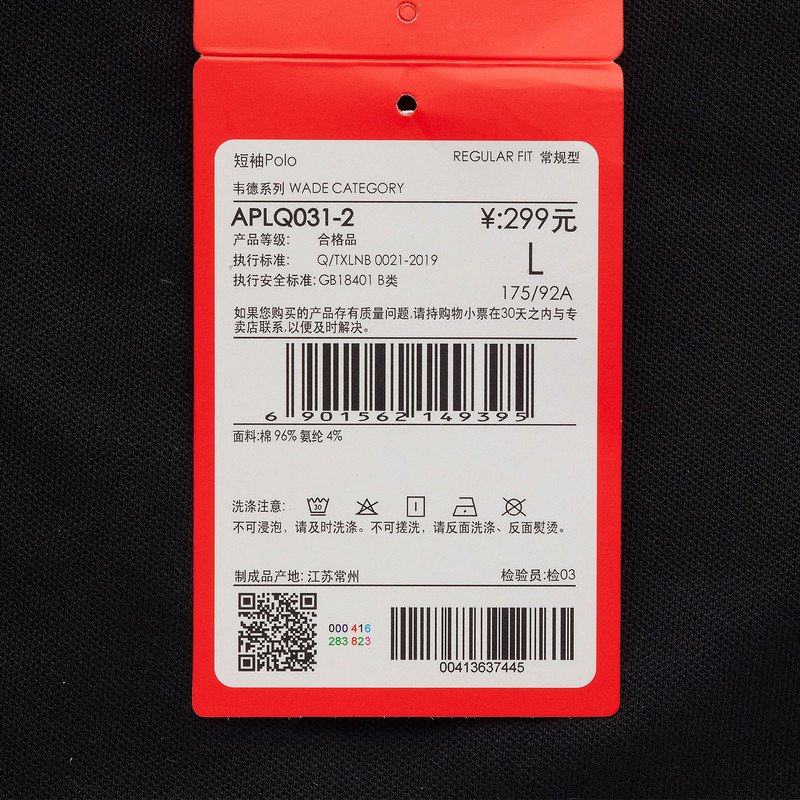 短袖Polo
REGULAR FIT 常规型
韦德系列 WADE CATEGORY
APLQ031-2
¥:299元
产品等级: 合格品
执行标准: Q/TXLNB 0021-2019
L
执行安全标准:GB18401 B类
175/92A
如果您购买的产品存有质量问题,请持购物小票在30天之内与专
卖店联系,以便及时解决。
6 901562 149395
面料:棉 96% 氨纶 4%
洗涤注意: 30
不可浸泡，请及时洗涤。不可搓洗，请反面洗涤、反面熨烫。
制成品产地: 江苏常州
检验员:检03
000 416
283 823
00413637445